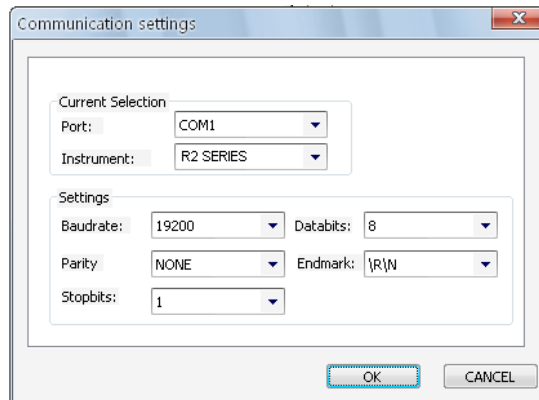 Communication settings
Current Selection
Port: COM1
Instrument: R2 SERIES
Settings
Baudrate: 19200 Databits: 8
Parity NONE Endmark: \R\N
Stopbits: 1
OK CANCEL